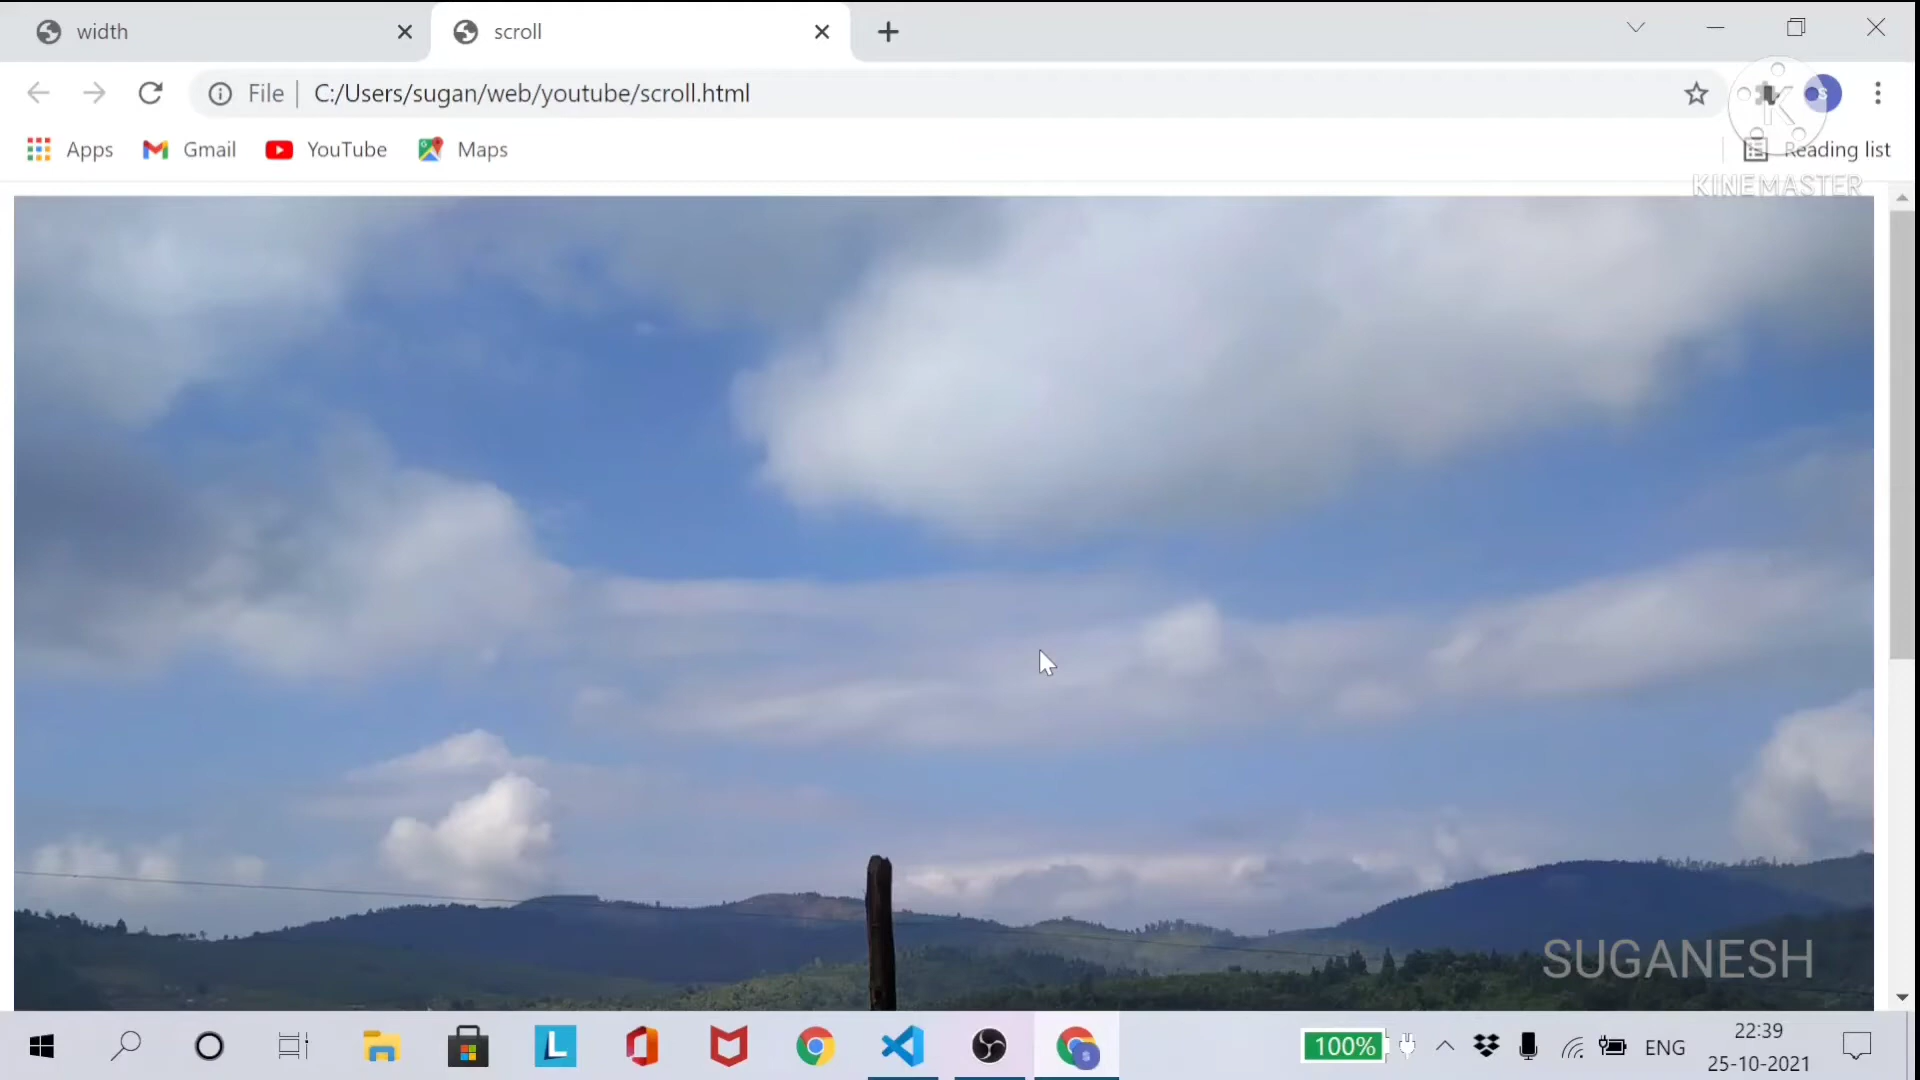 width
scroll
File
C:/Users/sugan/web/youtube/scroll.html
S
K
Apps
Gmail
YouTube
Maps
Reading list
KINEMASTER
SUGANESH
L
S
100%
ENG
22:39
25-10-2021